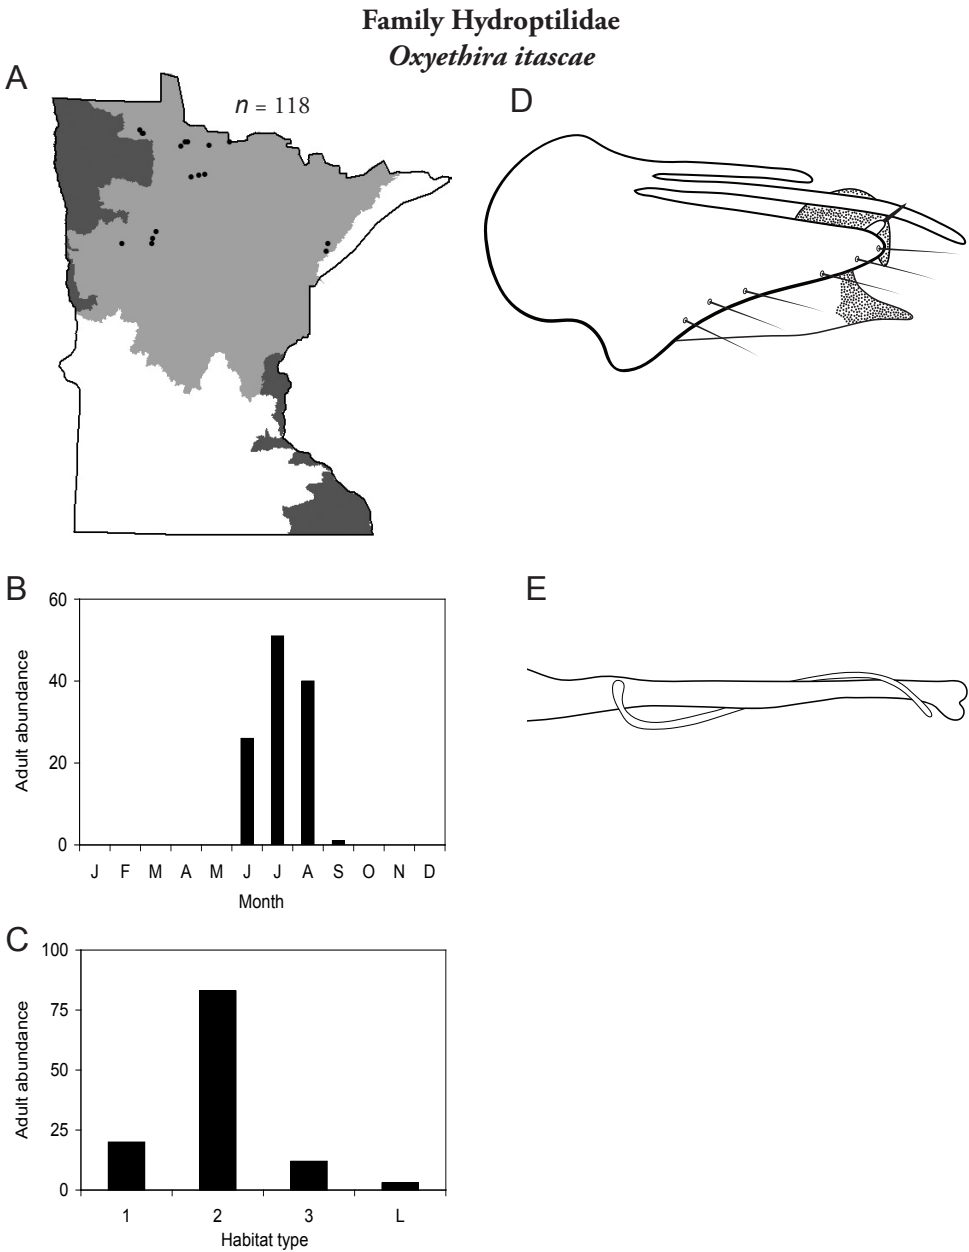 Family Hydroptilidae
Oxyethira itascae
A
n = 118
D
B
60
40
20
0
Adult abundance
J F M A M J J A S O N D
Month
E
C
100
75
50
25
0
Adult abundance
1 2 3 L
Habitat type